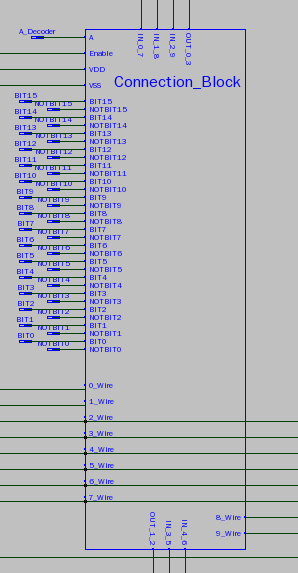 IN_0_7
IN_1_8
IN_2_9
OUT_0_3
A_Decoder
A
Enable
VDD
VSS
Connection_Block
BIT15 BIT15
NOTBIT15 NOTBIT15
BIT14 BIT14
NOTBIT14 NOTBIT14
BIT13 BIT13
NOTBIT13 NOTBIT13
BIT12 BIT12
NOTBIT12 NOTBIT12
BIT11 BIT11
NOTBIT11 NOTBIT11
BIT10 BIT10
NOTBIT10 NOTBIT10
BIT9 BIT9
NOTBIT9 NOTBIT9
BIT8 BIT8
NOTBIT8 NOTBIT8
BIT7 BIT7
NOTBIT7 NOTBIT7
BIT6 BIT6
NOTBIT6 NOTBIT6
BIT5 BIT5
NOTBIT5 NOTBIT5
BIT4 BIT4
NOTBIT4 NOTBIT4
BIT3 BIT3
NOTBIT3 NOTBIT3
BIT2 BIT2
NOTBIT2 NOTBIT2
BIT1 BIT1
NOTBIT1 NOTBIT1
BIT0 BIT0
NOTBIT0 NOTBIT0
0_Wire
1_Wire
2_Wire
3_Wire
4_Wire
5_Wire
6_Wire
7_Wire
8_Wire
9_Wire
OUT_1_2
IN_3_5
IN_4_6